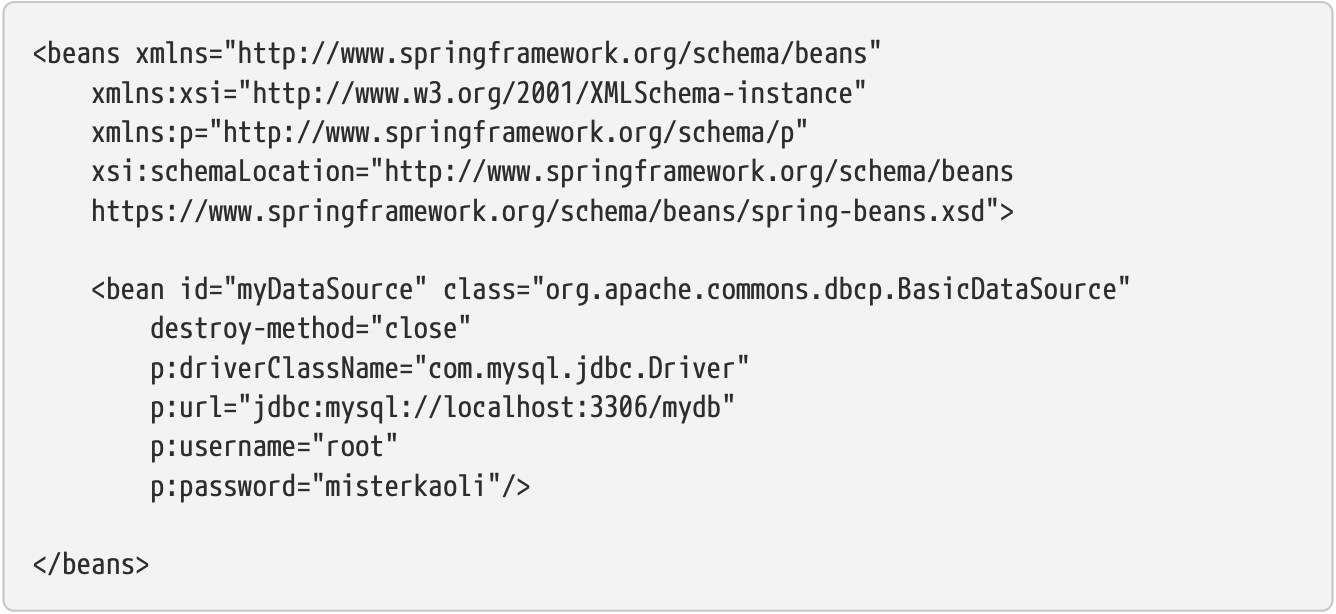 <beans xmlns="http://www.springframework.org/schema/beans"
    xmlns:xsi="http://www.w3.org/2001/XMLSchema-instance"
    xmlns:p="http://www.springframework.org/schema/p"
    xsi:schemaLocation="http://www.springframework.org/schema/beans
    https://www.springframework.org/schema/beans/spring-beans.xsd">

    <bean id="myDataSource" class="org.apache.commons.dbcp.BasicDataSource"
        destroy-method="close"
        p:driverClassName="com.mysql.jdbc.Driver"
        p:url="jdbc:mysql://localhost:3306/mydb"
        p:username="root"
        p:password="misterkaoli"/>

</beans>